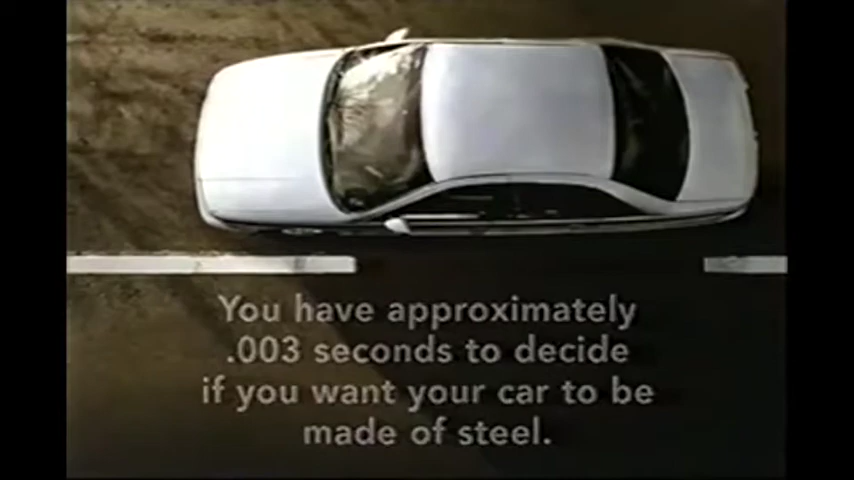 You have approximately
.003 seconds to decide
if you want your car to be
made of steel.